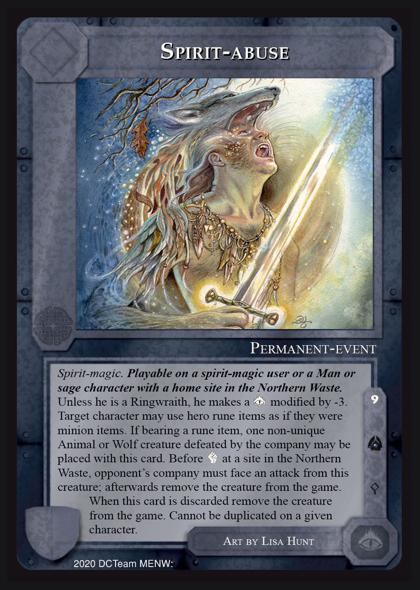 Spirit-abuse
Permanent-event
Spirit-magic. Playable on a spirit-magic user or a Man or
sage character with a home site in the Northern Waste.
Unless he is a Ringwraith, he makes a modified by -3.
Target character may use hero rune items as if they were
minion items. If bearing a rune item, one non-unique
Animal or Wolf creature defeated by the company may be
placed with this card. Before at a site in the Northern
Waste, opponent's company must face an attack from this
creature; afterwards remove the creature from the game.
When this card is discarded remove the creature
from the game. Cannot be duplicated on a given
character.
9
Art by Lisa Hunt
2020 DCTeam MENW: